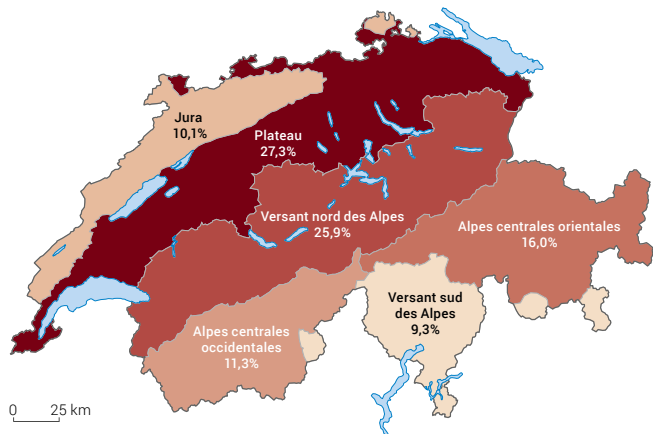 Jura
10,1%
Plateau
27,3%
Versant nord des Alpes
25,9%
Alpes centrales orientales
16,0%
Versant sud
des Alpes
9,3%
Alpes centrales
occidentales
11,3%
0 25 km